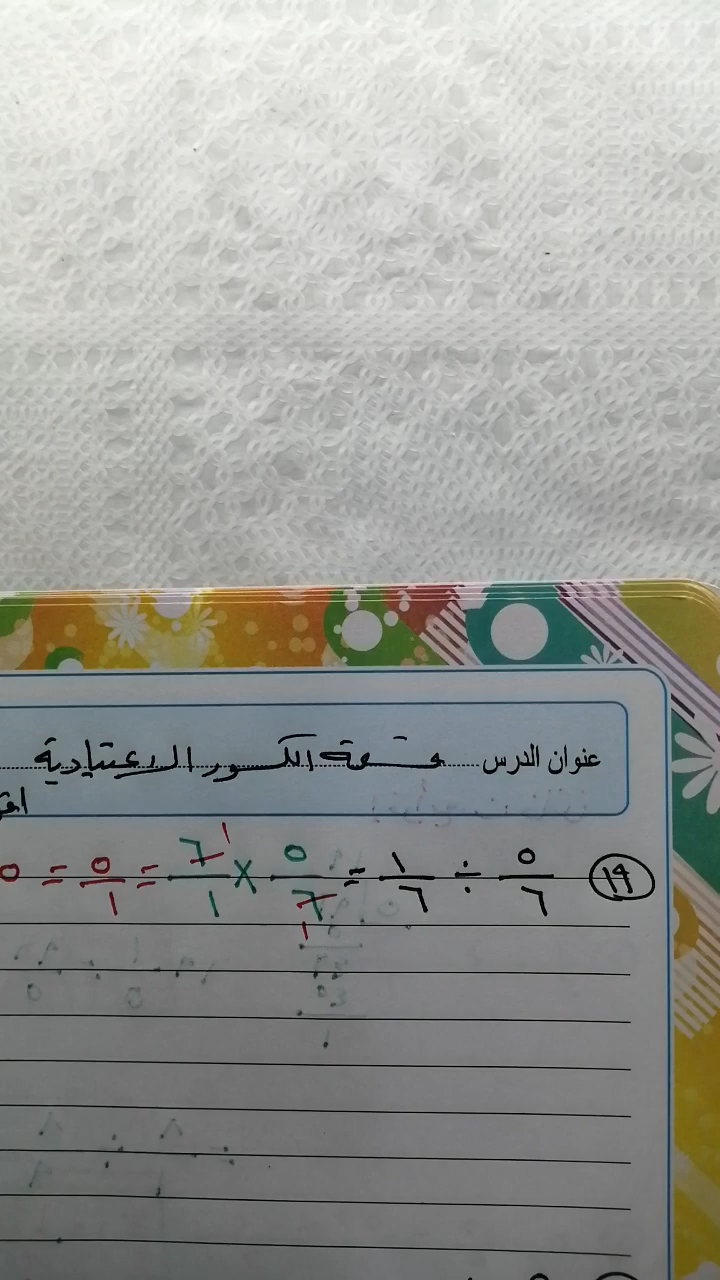 عنوان الدرس قسمة الكسور الاعتيادية
١٩ ٥/٦ ÷ ١/٦ = ٥/٦ × ٦/١ = ٥/١ = ٥